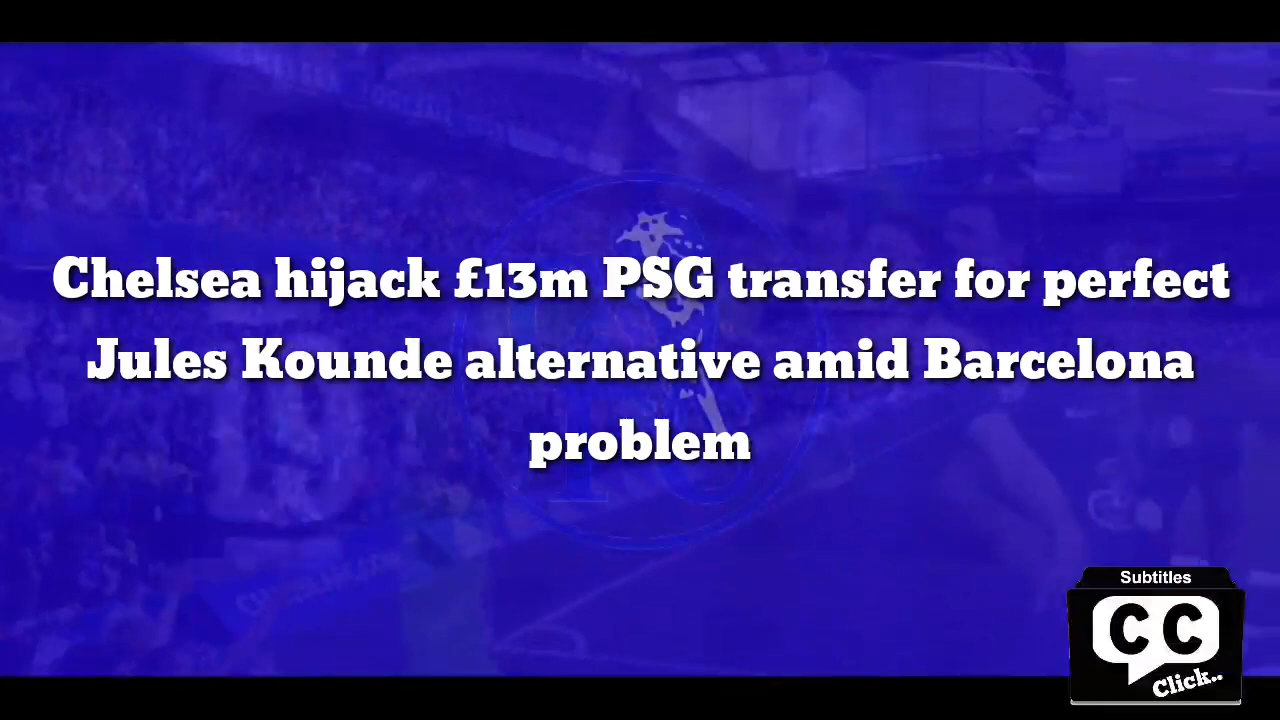 Chelsea hijack £13m PSG transfer for perfect
Jules Kounde alternative amid Barcelona
problem
Subtitles
CC
Click..